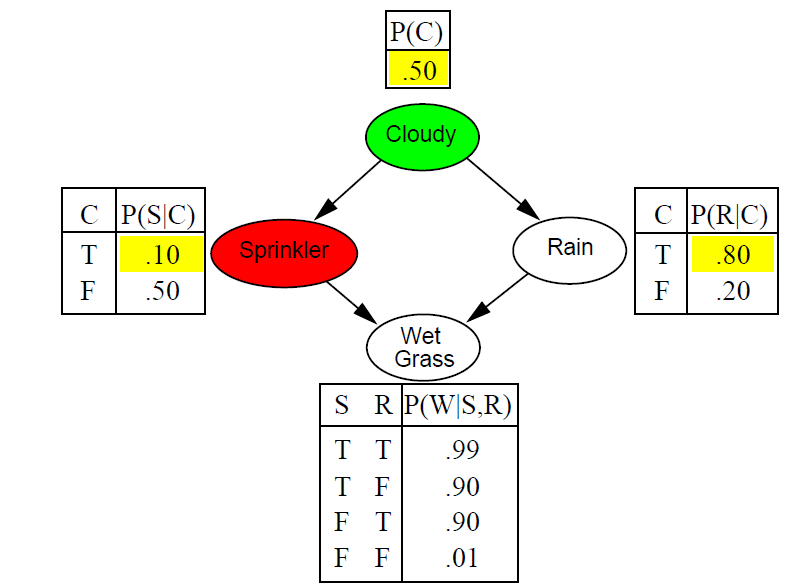 P(C)
.50
Cloudy
C P(S|C)
T .10
F .50
Sprinkler
Rain
C P(R|C)
T .80
F .20
Wet
Grass
S R P(W|S,R)
T T .99
T F .90
F T .90
F F .01